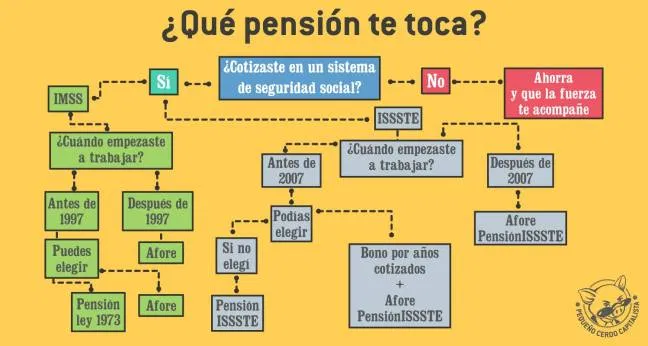 ¿Qué pensión te toca?
¿Cotizaste en un sistema
de seguridad social?
Sí
No
Ahorra
y que la fuerza
te acompañe
IMSS
¿Cuándo empezaste
a trabajar?
Antes de
1997
Después de
1997
Puedes
elegir
Afore
Pensión
ley 1973
Afore
ISSSTE
¿Cuándo empezaste
a trabajar?
Antes de
2007
Después de
2007
Podías
elegir
Afore
PensiónISSSTE
Si no
elegí
Bono por años
cotizados
+
Afore
PensiónISSSTE
Pensión
ISSSTE
PEQUEÑO CERDO CAPITALISTA